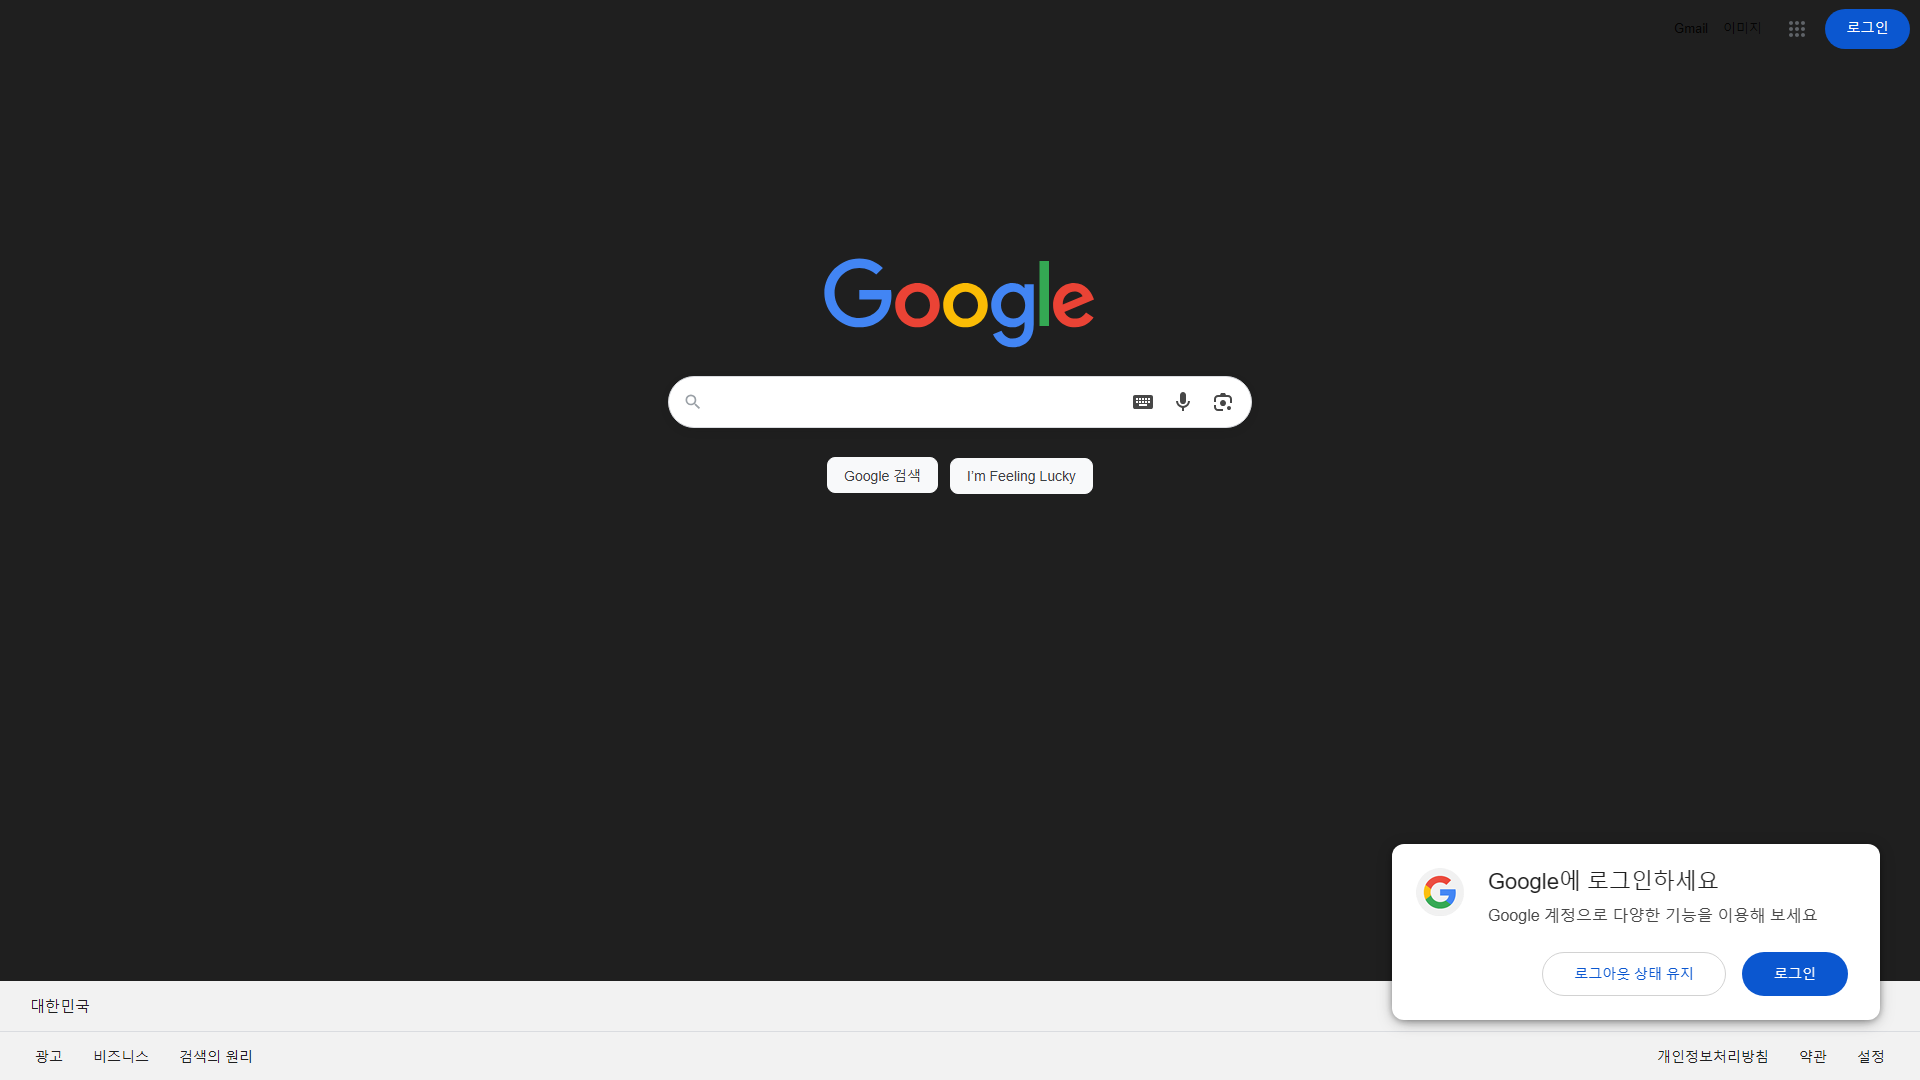 Gmail 이미지 로그인
Google
Google 검색 I'm Feeling Lucky
Google에 로그인하세요
Google 계정으로 다양한 기능을 이용해 보세요
로그아웃 상태 유지 로그인
대한민국
광고 비즈니스 검색의 원리 개인정보처리방침 약관 설정